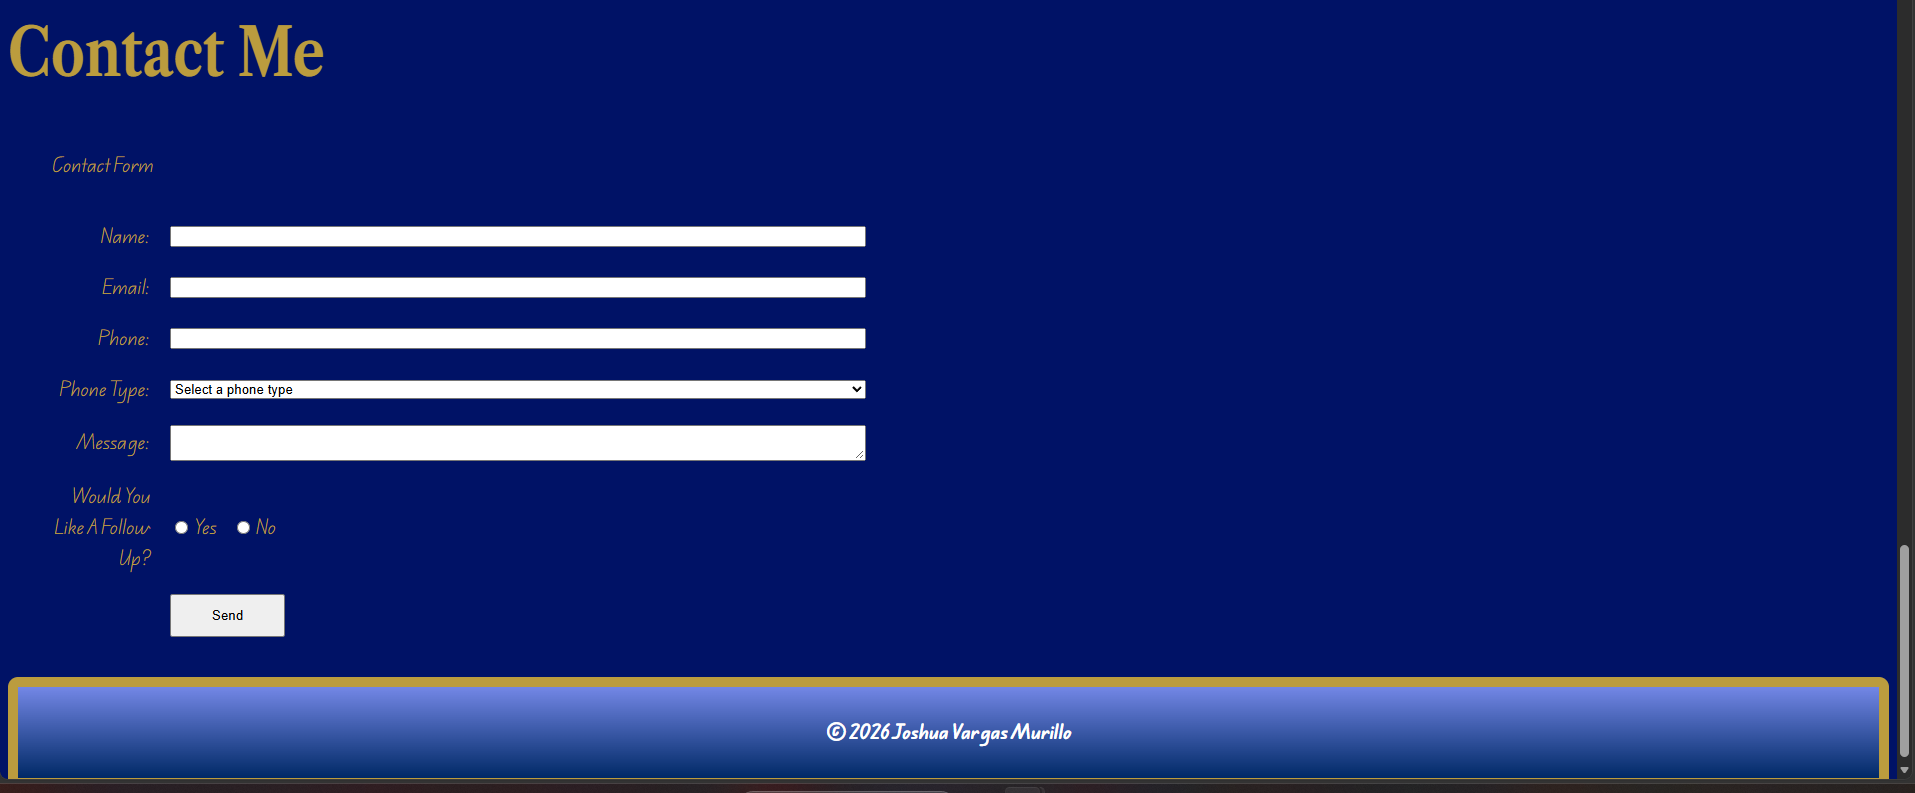 Contact Me
Contact Form
Name:
Email:
Phone:
Phone Type: Select a phone type
Message:
Would You
Like A Follow
Up?
Yes No
Send
© 2026 Joshua Vargas Murillo